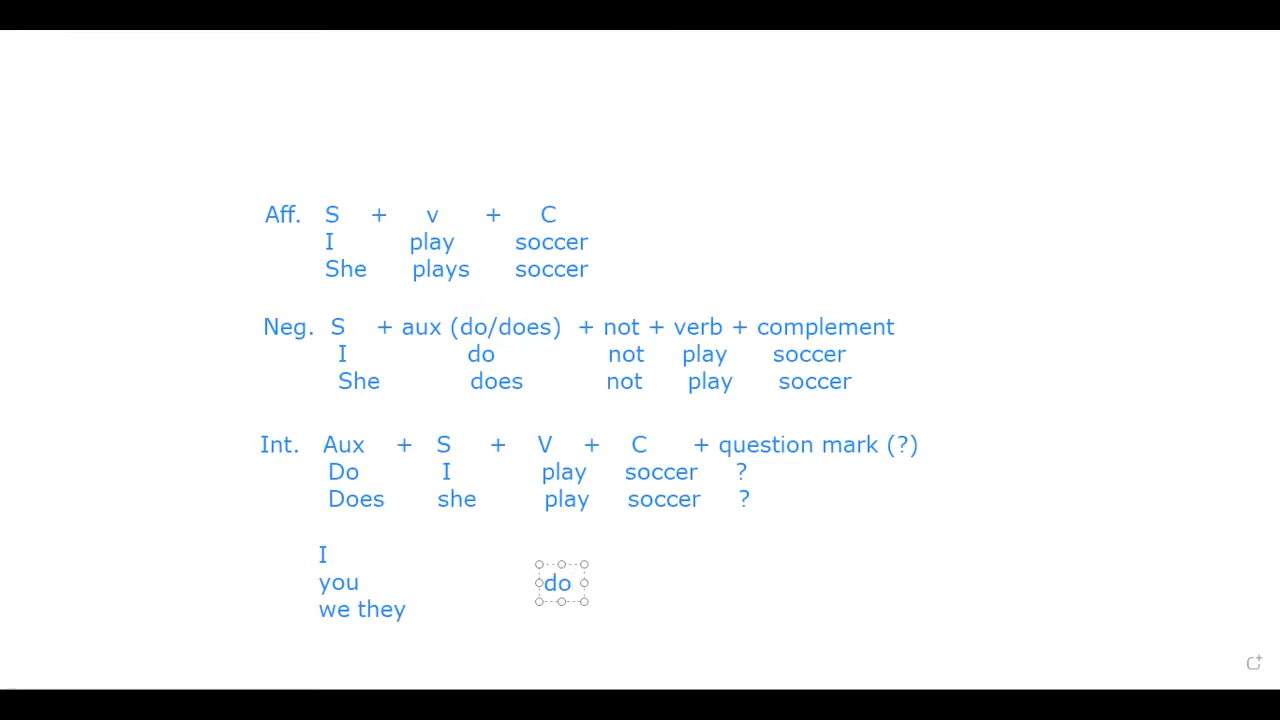 Aff. S + v + C
I play soccer
She plays soccer
Neg. S + aux (do/does) + not + verb + complement
I do not play soccer
She does not play soccer
Int. Aux + S + V + C + question mark (?)
Do I play soccer ?
Does she play soccer ?
I
you do
we they